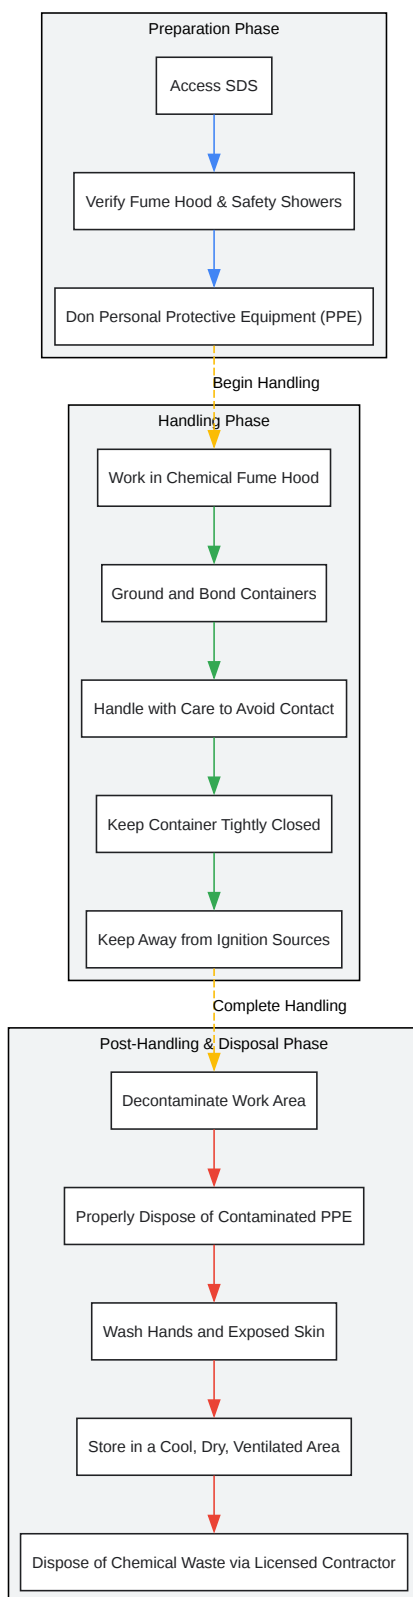 Preparation Phase
Access SDS
Verify Fume Hood & Safety Showers
Don Personal Protective Equipment (PPE)
Begin Handling
Handling Phase
Work in Chemical Fume Hood
Ground and Bond Containers
Handle with Care to Avoid Contact
Keep Container Tightly Closed
Keep Away from Ignition Sources
Complete Handling
Post-Handling & Disposal Phase
Decontaminate Work Area
Properly Dispose of Contaminated PPE
Wash Hands and Exposed Skin
Store in a Cool, Dry, Ventilated Area
Dispose of Chemical Waste via Licensed Contractor